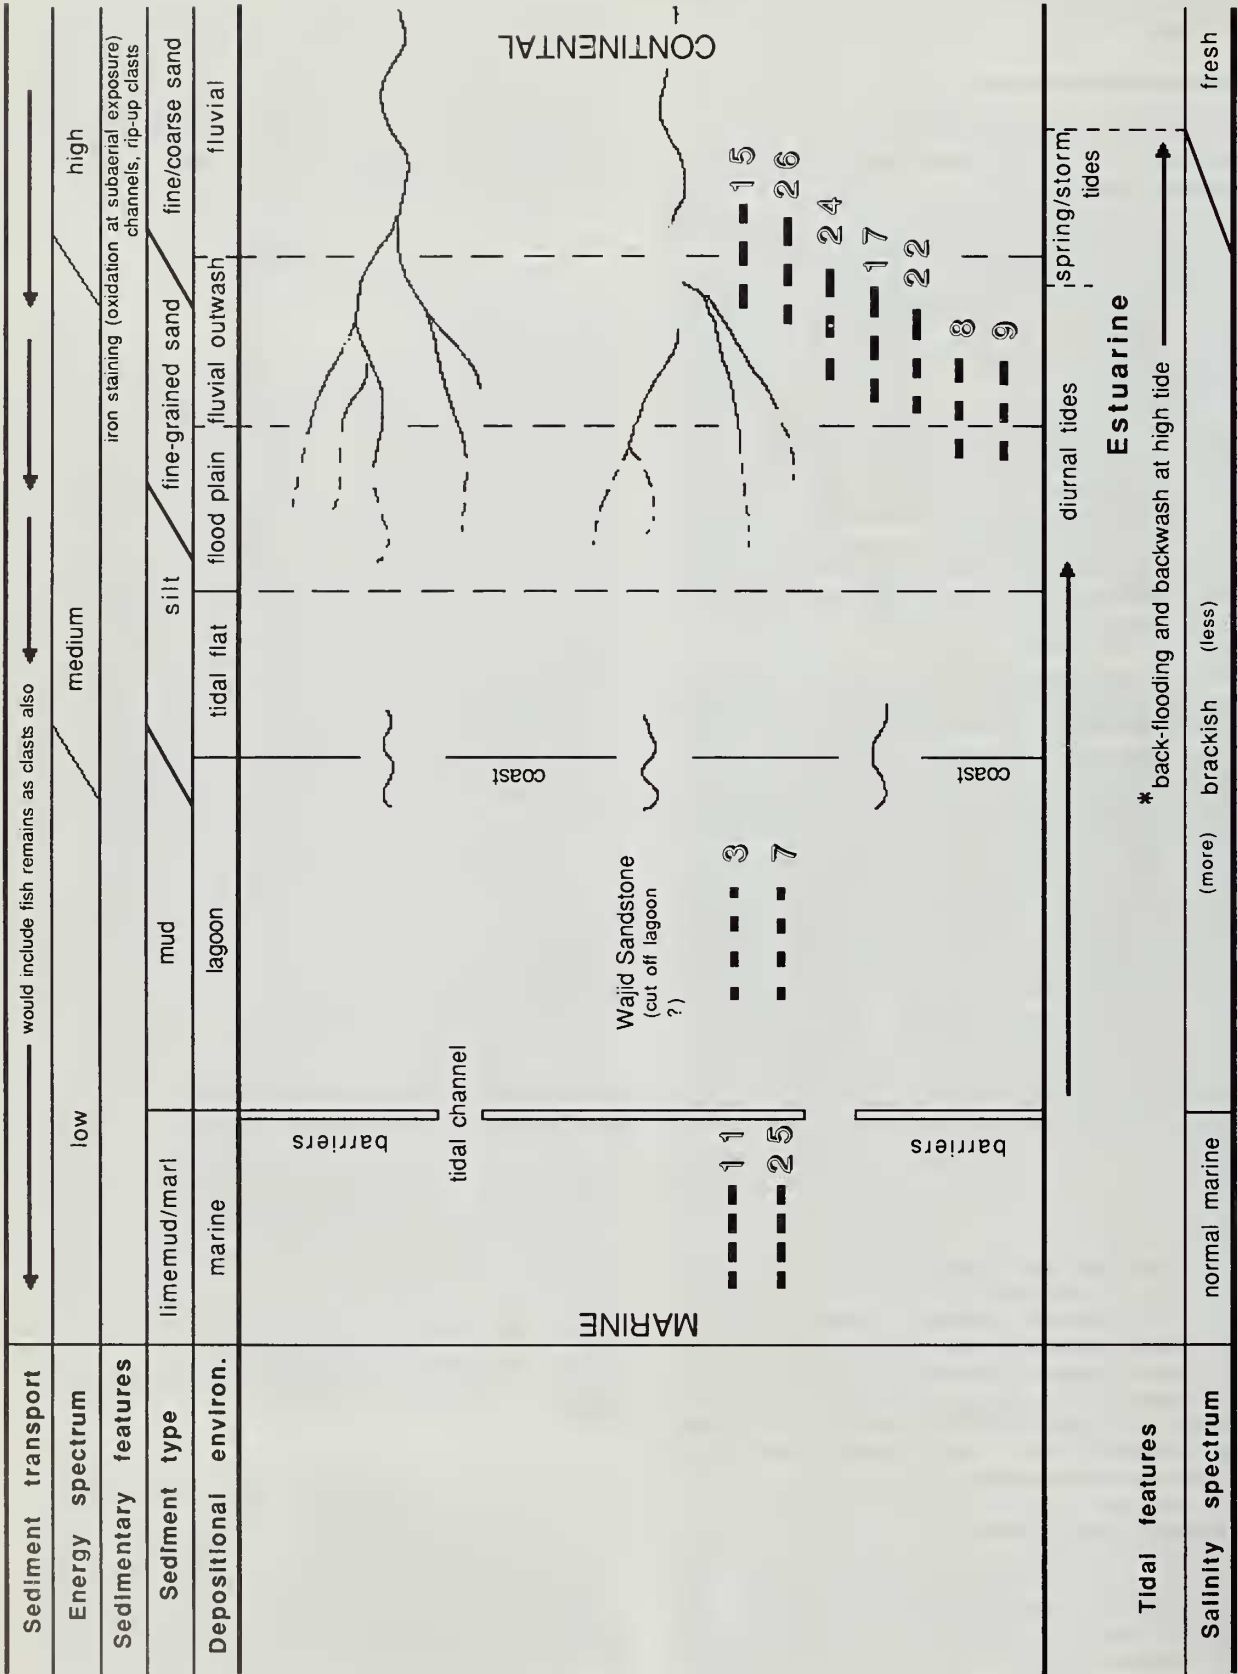 Sediment transport
would include fish remains as clasts also
Energy spectrum
low
medium
high
Sedimentary features
iron staining (oxidation at subaerial exposure)
channels, rip-up clasts
Sediment type
limemud/marl
mud
silt
fine-grained sand
fine/coarse sand
Depositional environ.
marine
lagoon
tidal flat
flood plain
fluvial outwash
fluvial
MARINE
barriers
tidal channel
barriers
11
25
Wajid Sandstone
(cut off lagoon
?)
3
7
coast
coast
CONTINENTAL
15
26
24
17
22
8
9
Tidal features
diurnal tides
spring/storm
tides
Estuarine
*back-flooding and backwash at high tide
Salinity spectrum
normal marine
(more) brackish (less)
fresh